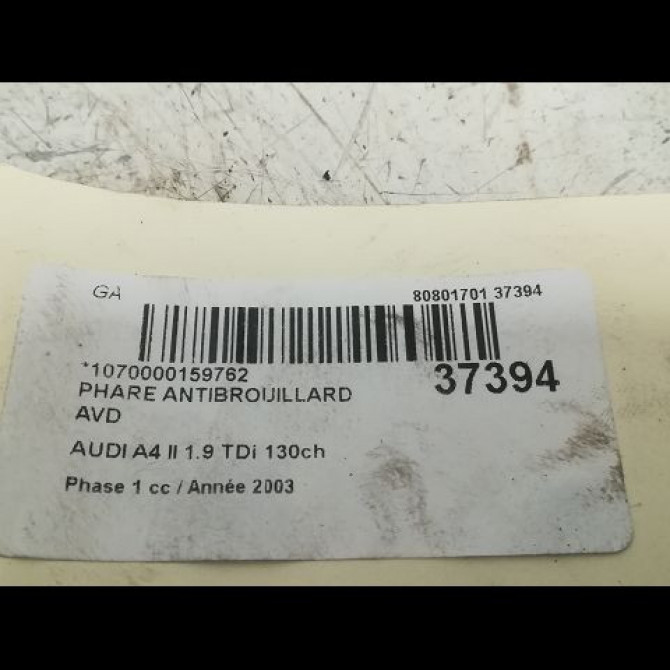 GA 80801701 37394
*1070000159762 37394
PHARE ANTIBROUILLARD
AVD
AUDI A4 II 1.9 TDi 130ch
Phase 1 cc / Année 2003